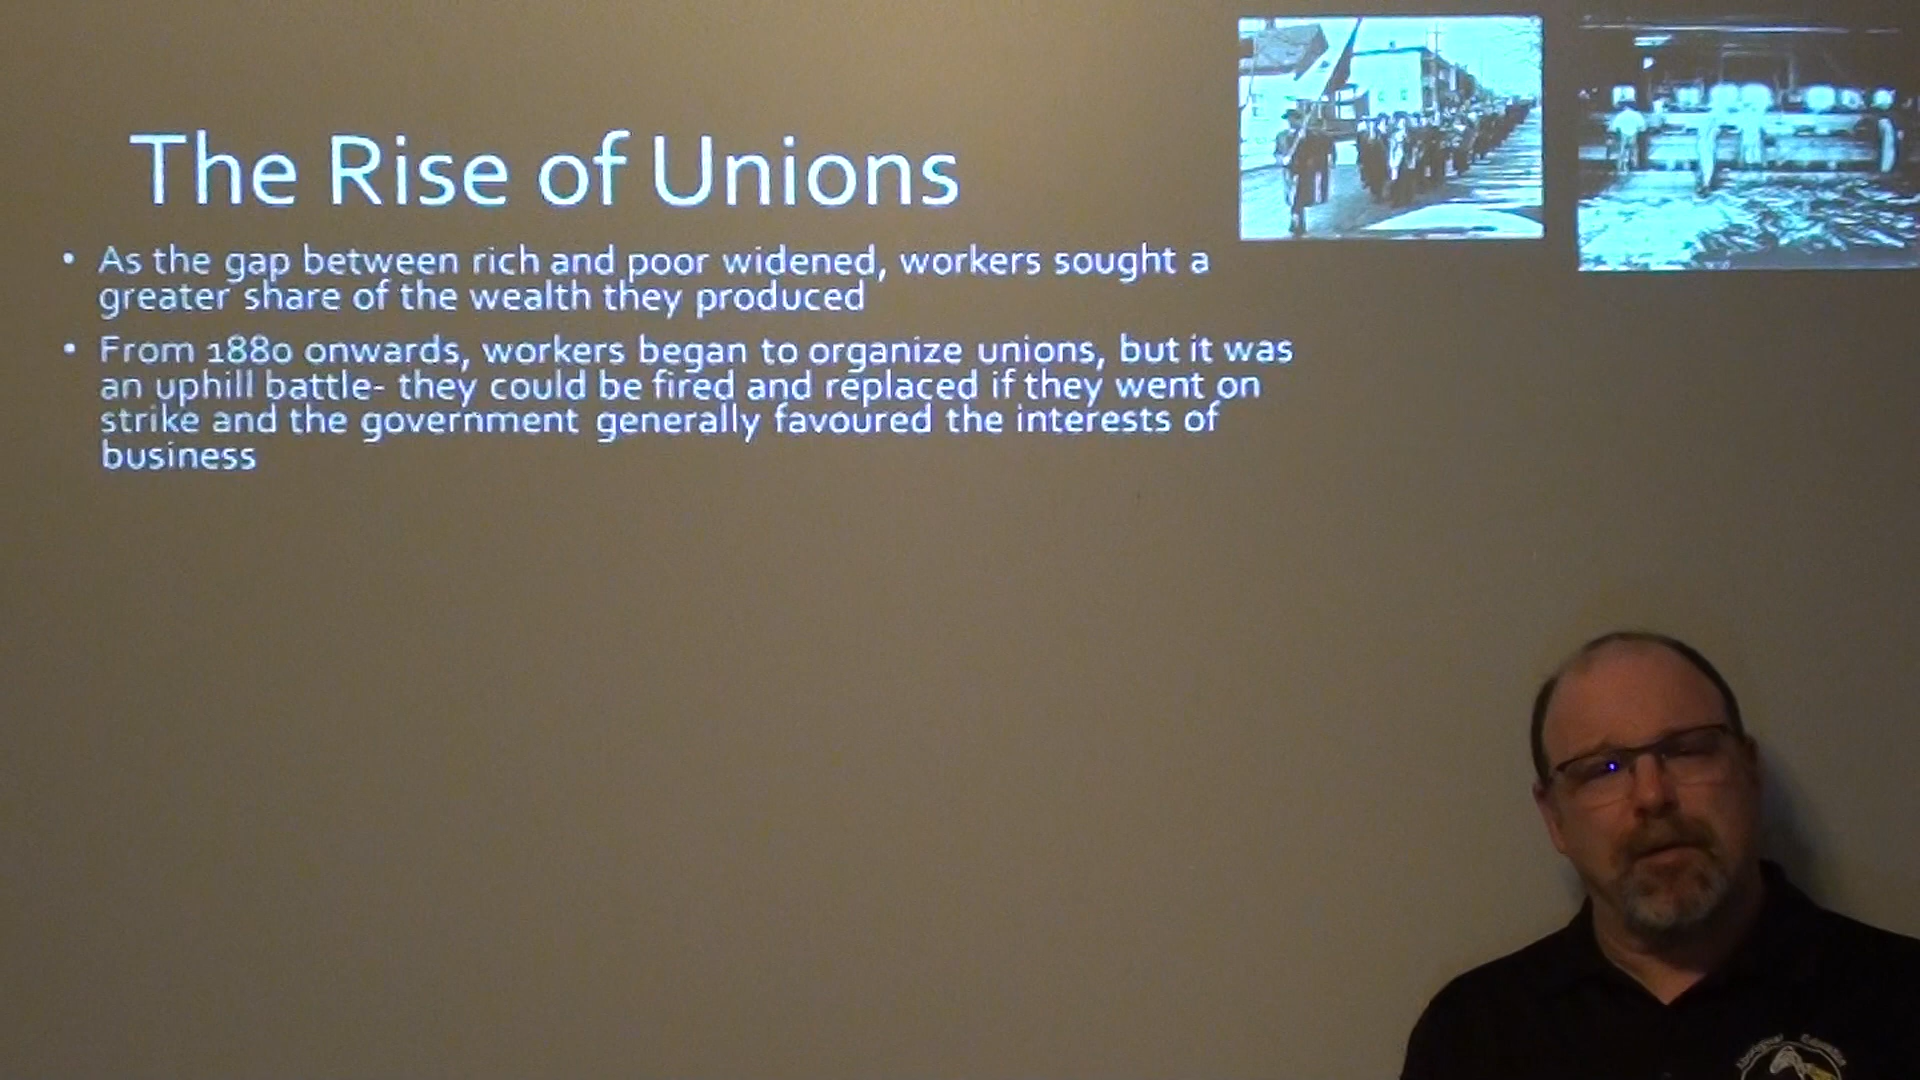 The Rise of Unions
• As the gap between rich and poor widened, workers sought a
greater share of the wealth they produced
• From 1880 onwards, workers began to organize unions, but it was
an uphill battle- they could be fired and replaced if they went on
strike and the government generally favoured the interests of
business
Aboriginal Education